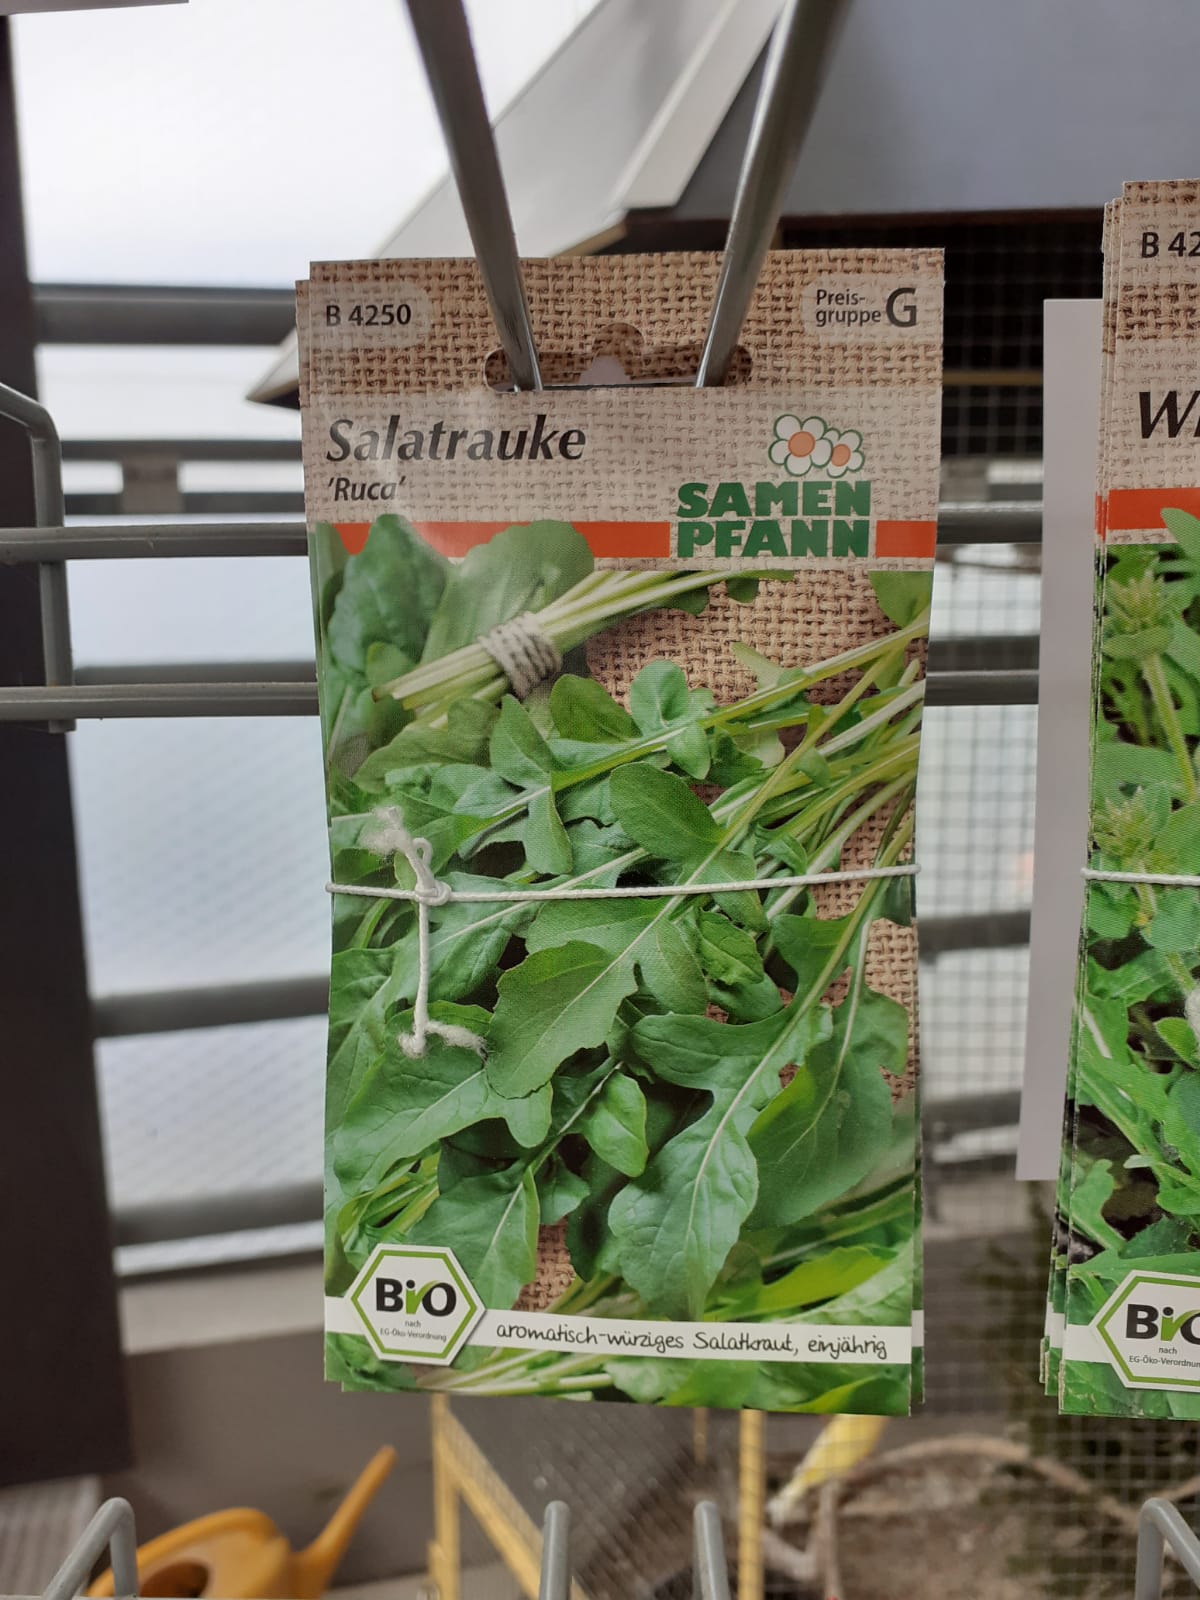 B 4250
Preis-
gruppe G
Salatrauke
'Ruca'
SAMEN
PFANN
BiO
nach
EG-Öko-Verordnung
aromatisch-würziges Salatkraut, einjährig
B 42
BiO
nach
EG-Öko-Verordnun